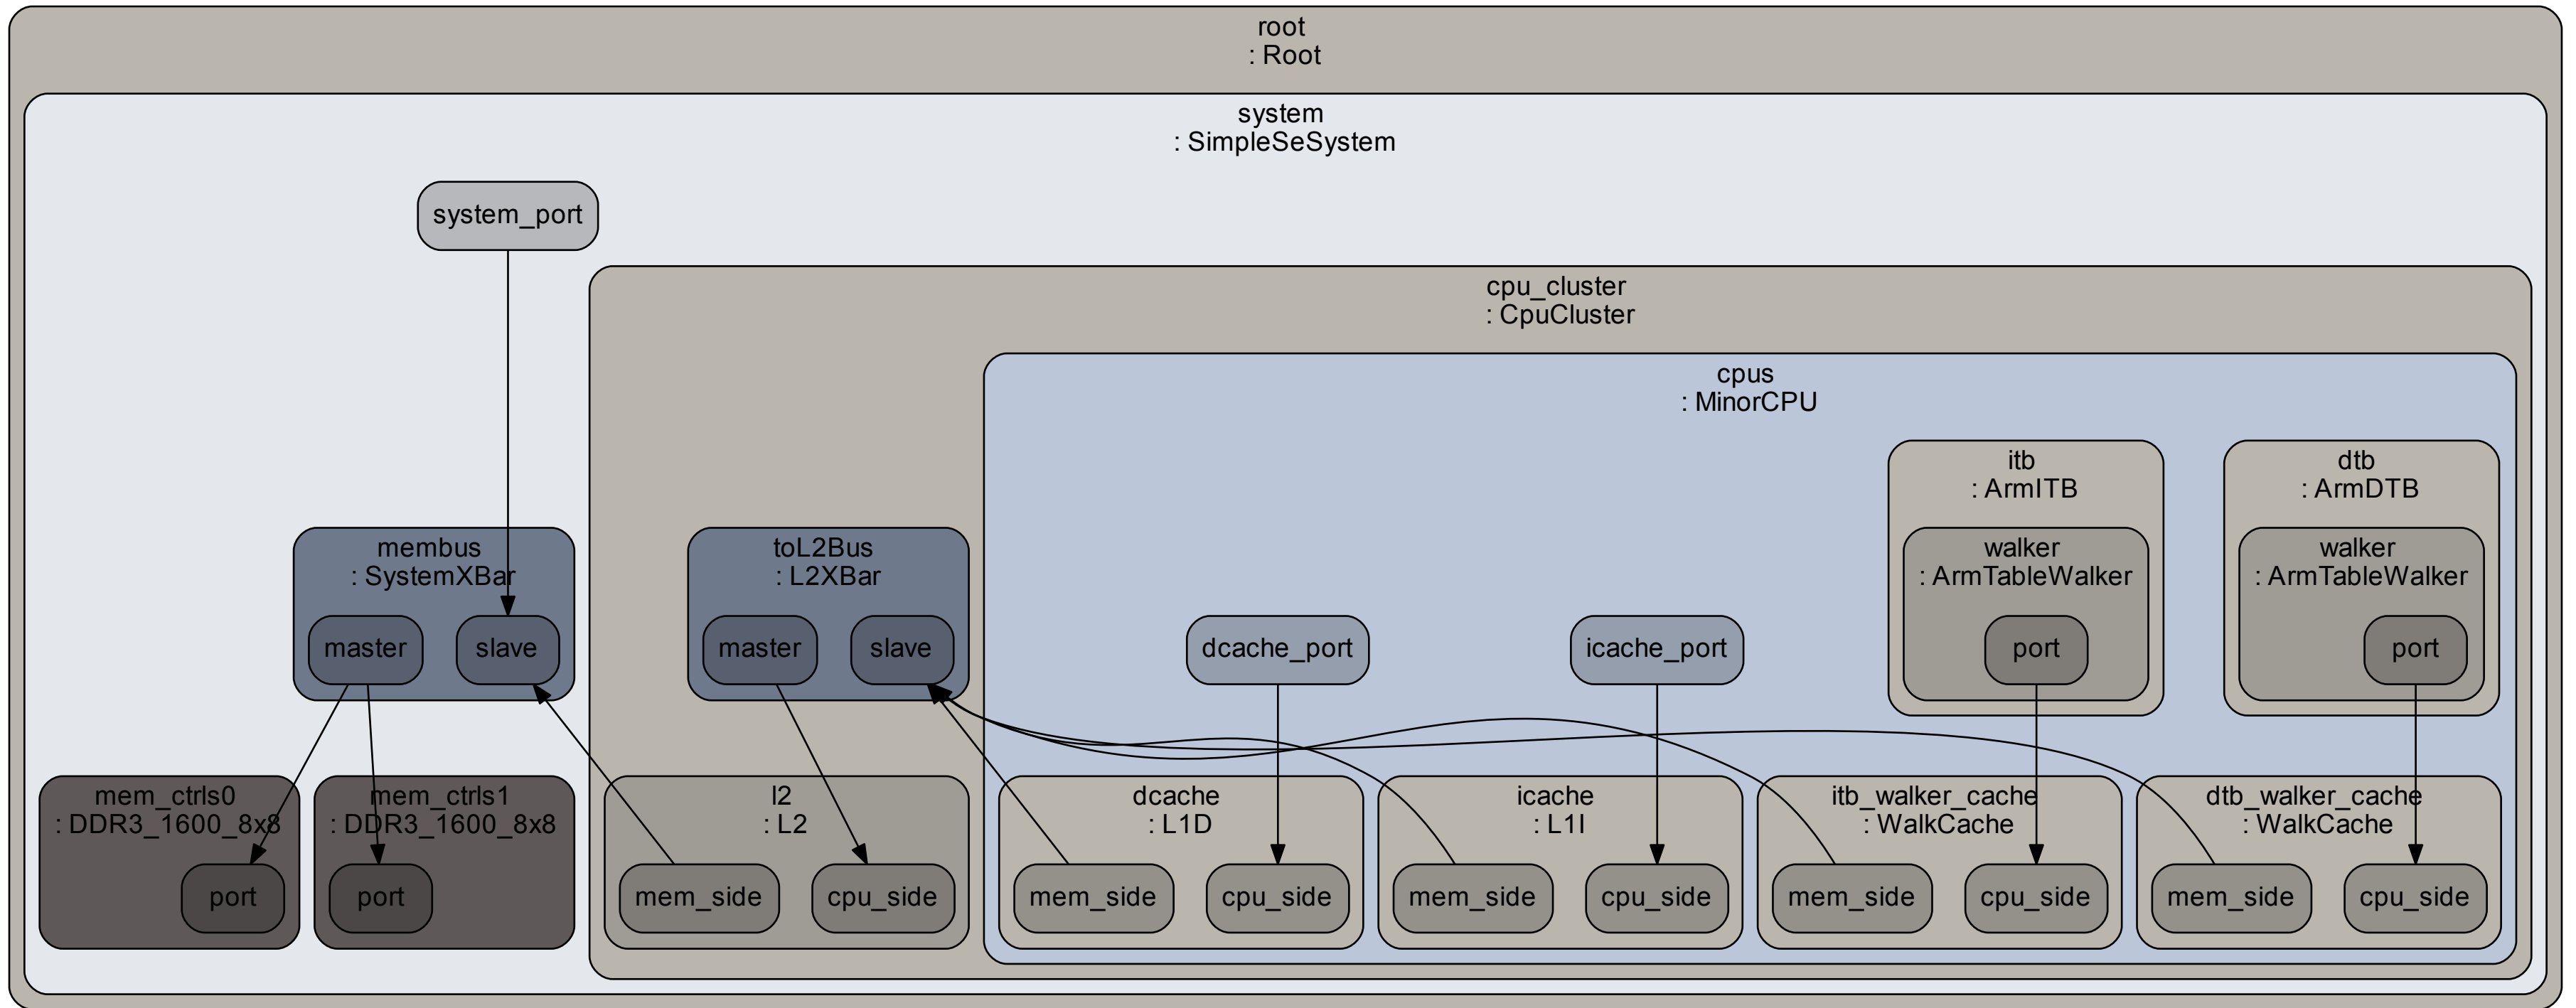 root
: Root
system
: SimpleSeSystem
system_port
cpu_cluster
: CpuCluster
cpus
: MinorCPU
itb
: ArmITB
dtb
: ArmDTB
membus
: SystemXBar
toL2Bus
: L2XBar
walker
: ArmTableWalker
walker
: ArmTableWalker
master
slave
master
slave
dcache_port
icache_port
port
port
mem_ctrls0
: DDR3_1600_8x8
mem_ctrls1
: DDR3_1600_8x8
l2
: L2
dcache
: L1D
icache
: L1I
itb_walker_cache
: WalkCache
dtb_walker_cache
: WalkCache
port
port
mem_side
cpu_side
mem_side
cpu_side
mem_side
cpu_side
mem_side
cpu_side
mem_side
cpu_side